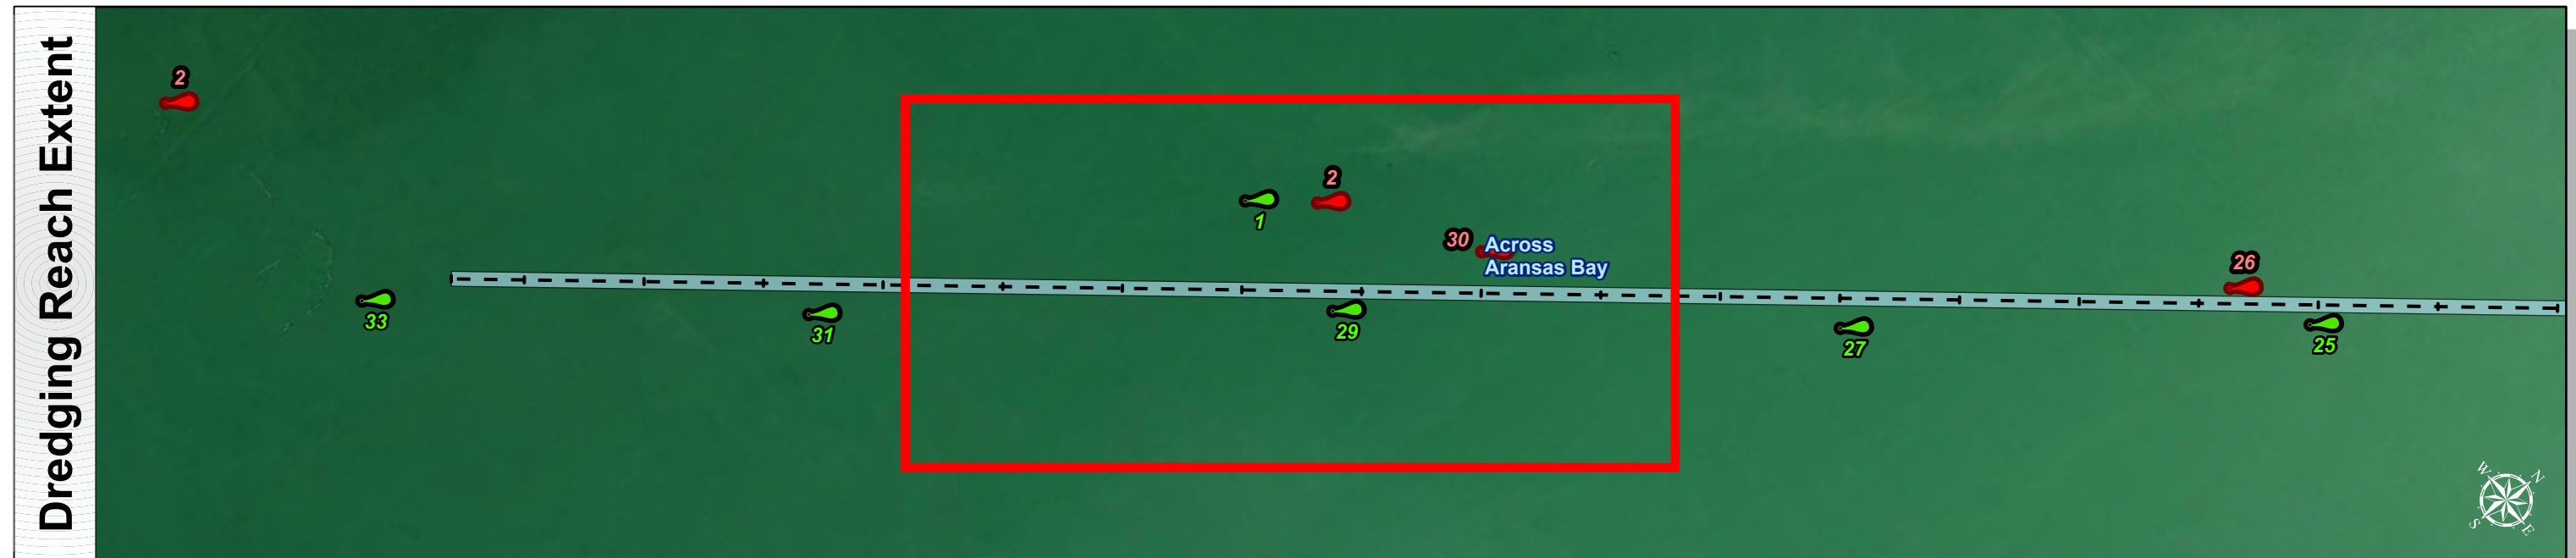 Dredging Reach Extent
2
33
31
1
2
30
Across
Aransas Bay
29
27
26
25
W
N
S
E